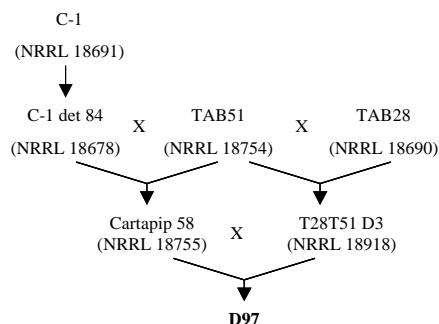 C-1
(NRRL 18691)
C-1 det 84 X TAB51 X TAB28
(NRRL 18678) (NRRL 18754) (NRRL 18690)
Cartapip 58 X T28T51 D3
(NRRL 18755) (NRRL 18918)
D97